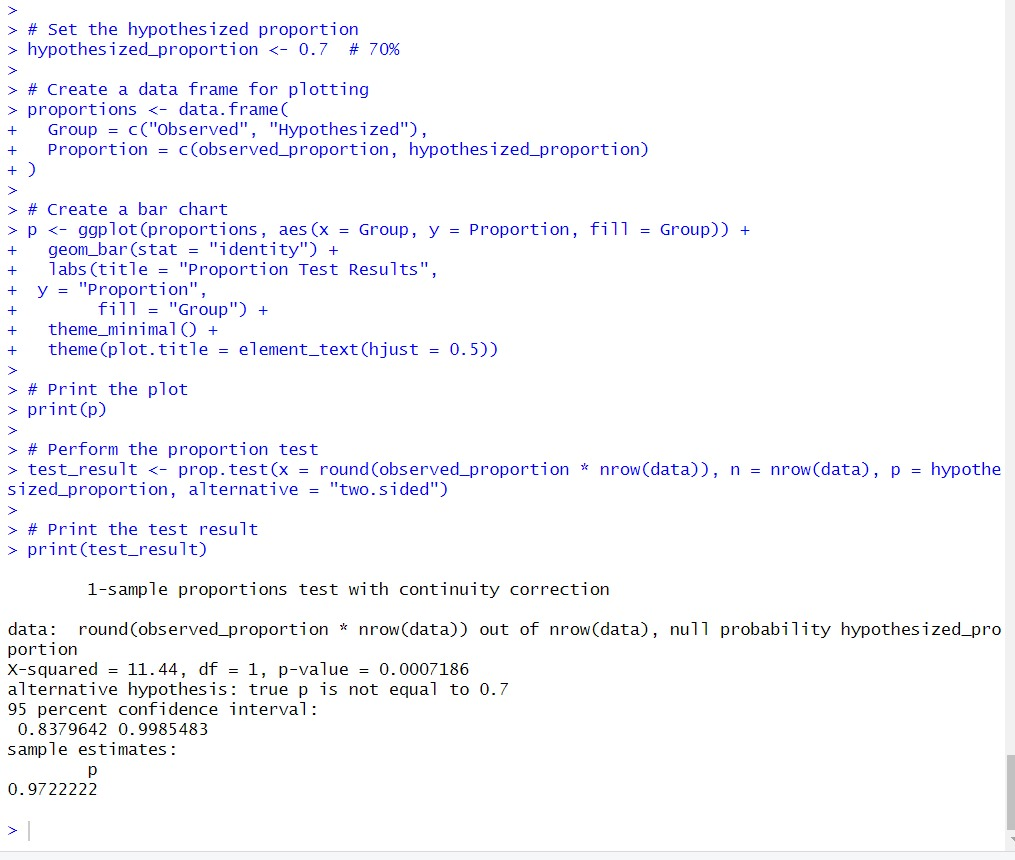 >
> # Set the hypothesized proportion
> hypothesized_proportion <- 0.7  # 70%
>
> # Create a data frame for plotting
> proportions <- data.frame(
+   Group = c("Observed", "Hypothesized"),
+   Proportion = c(observed_proportion, hypothesized_proportion)
+ )
>
> # Create a bar chart
> p <- ggplot(proportions, aes(x = Group, y = Proportion, fill = Group)) +
+   geom_bar(stat = "identity") +
+   labs(title = "Proportion Test Results",
+  y = "Proportion",
+        fill = "Group") +
+   theme_minimal() +
+   theme(plot.title = element_text(hjust = 0.5))
>
> # Print the plot
> print(p)
>
> # Perform the proportion test
> test_result <- prop.test(x = round(observed_proportion * nrow(data)), n = nrow(data), p = hypothe
sized_proportion, alternative = "two.sided")
>
> # Print the test result
> print(test_result)

        1-sample proportions test with continuity correction

data:  round(observed_proportion * nrow(data)) out of nrow(data), null probability hypothesized_pro
portion
X-squared = 11.44, df = 1, p-value = 0.0007186
alternative hypothesis: true p is not equal to 0.7
95 percent confidence interval:
 0.8379642 0.9985483
sample estimates:
        p
0.9722222

>